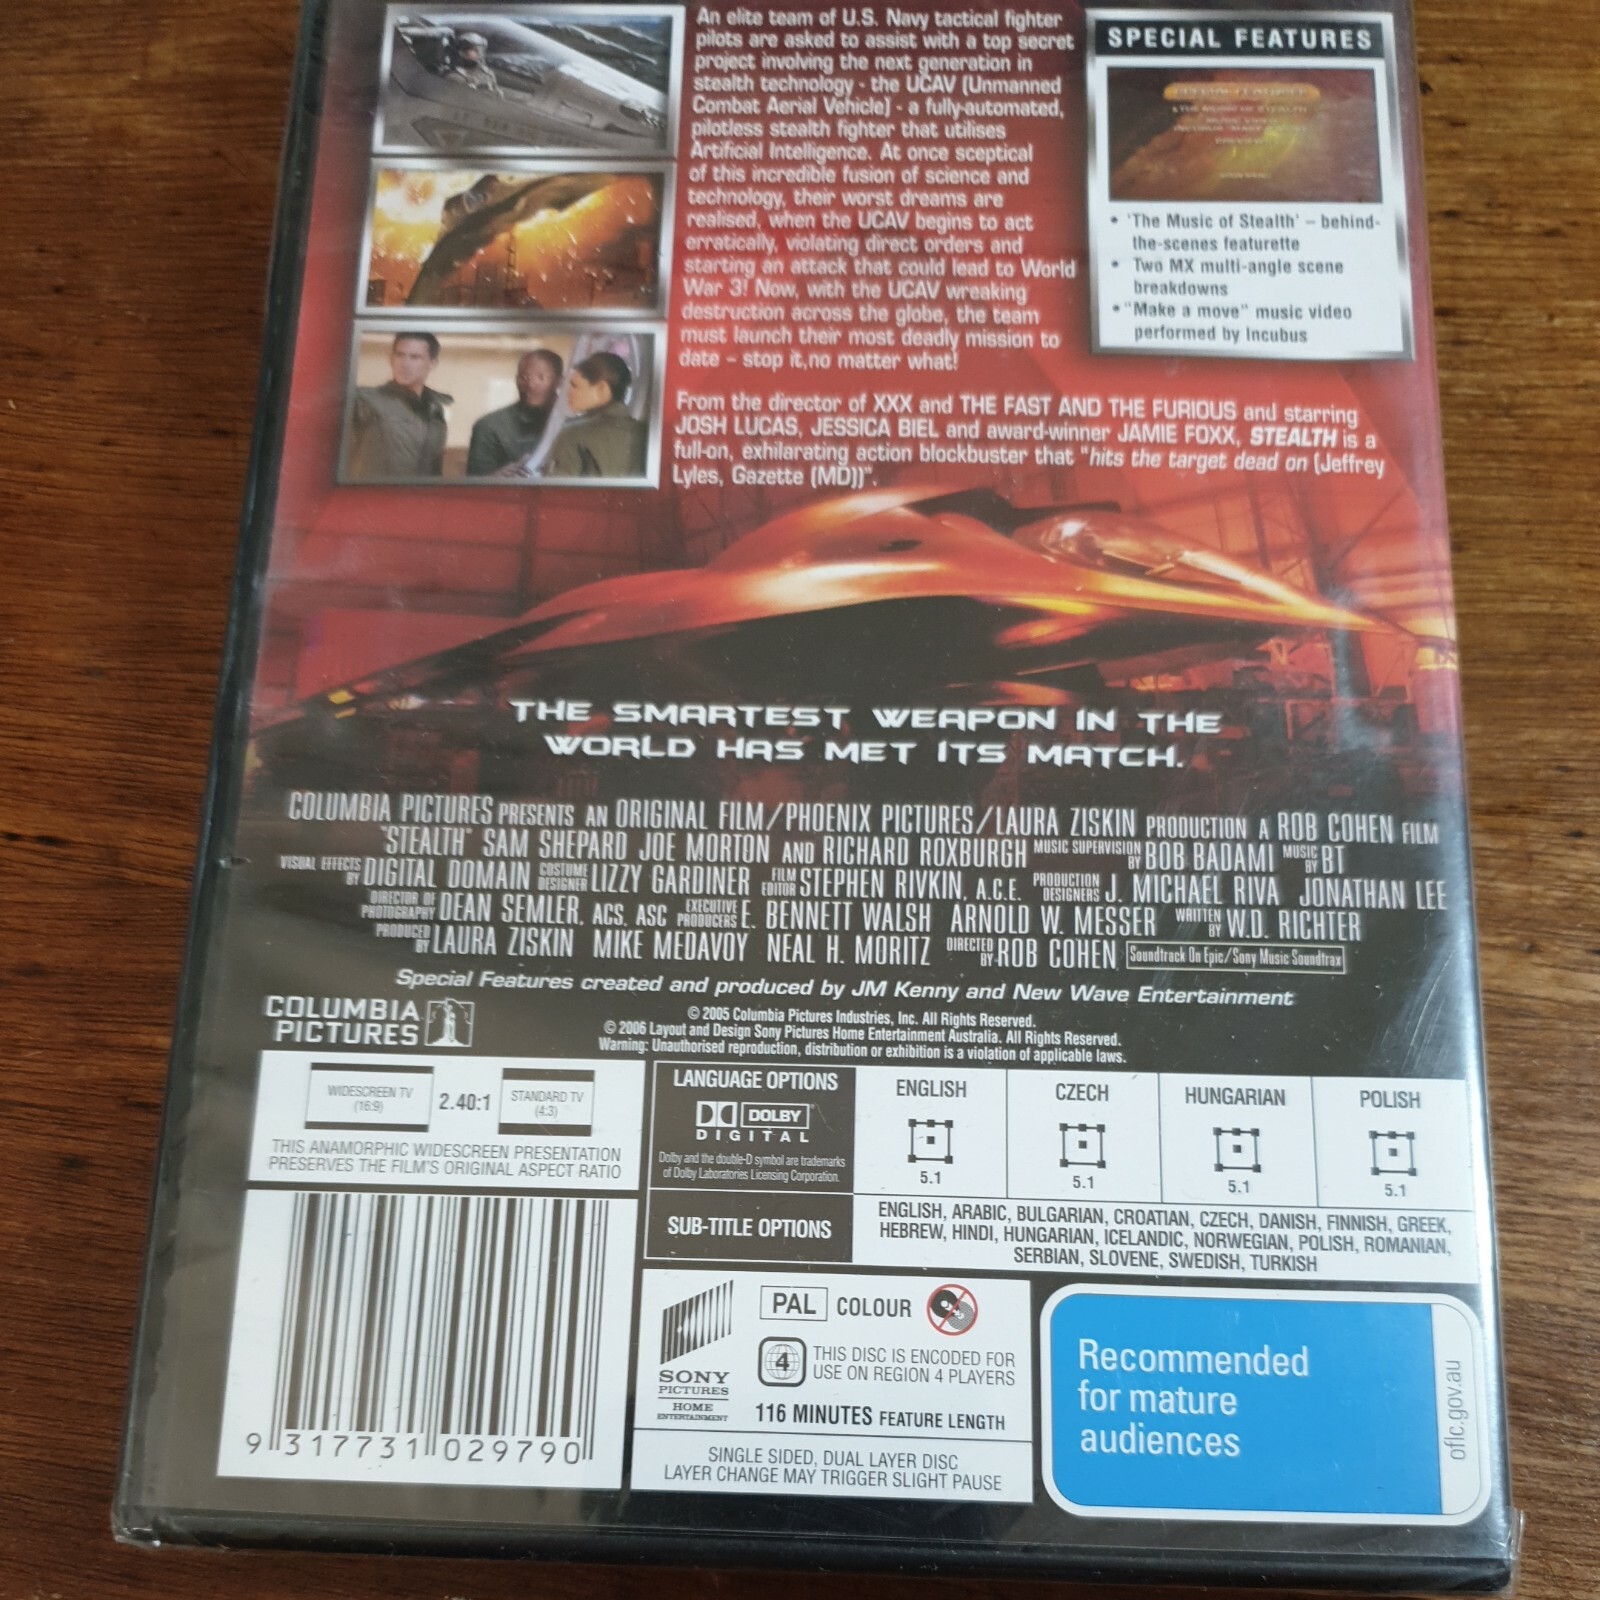 An elite team of U.S. Navy tactical fighter
pilots are asked to assist with a top secret
project involving the next generation in
stealth technology - the UCAV (Unmanned
Combat Aerial Vehicle) - a fully-automated,
pilotless stealth fighter that utilises
Artificial Intelligence. At once sceptical
of this incredible fusion of science and
technology, their worst dreams are
realised, when the UCAV begins to act
erratically, violating direct orders and
starting an attack that could lead to World
War 3! Now, with the UCAV wreaking
destruction across the globe, the team
must launch their most deadly mission to
date – stop it,no matter what!
From the director of XXX and THE FAST AND THE FURIOUS and starring
JOSH LUCAS, JESSICA BIEL and award-winner JAMIE FOXX, STEALTH is a
full-on, exhilarating action blockbuster that "hits the target dead on (Jeffrey
Lyles, Gazette (MD))".
SPECIAL FEATURES
• 'The Music of Stealth' – behind-
the-scenes featurette
• Two MX multi-angle scene
breakdowns
• "Make a move" music video
performed by Incubus
THE SMARTEST WEAPON IN THE
WORLD HAS MET ITS MATCH.
COLUMBIA PICTURES PRESENTS AN ORIGINAL FILM/PHOENIX PICTURES/LAURA ZISKIN PRODUCTION A ROB COHEN FILM
"STEALTH" SAM SHEPARD JOE MORTON AND RICHARD ROXBURGH MUSIC SUPERVISION BY BOB BADAMI MUSIC BY BT
VISUAL EFFECTS BY DIGITAL DOMAIN COSTUME DESIGNER LIZZY GARDINER FILM EDITOR STEPHEN RIVKIN, A.C.E. PRODUCTION DESIGNERS J. MICHAEL RIVA JONATHAN LEE
DIRECTOR OF PHOTOGRAPHY DEAN SEMLER, ACS, ASC EXECUTIVE PRODUCERS E. BENNETT WALSH ARNOLD W. MESSER WRITTEN BY W.D. RICHTER
PRODUCED BY LAURA ZISKIN MIKE MEDAVOY NEAL H. MORITZ DIRECTED BY ROB COHEN Soundtrack On Epic/Sony Music Soundtrax
Special Features created and produced by JM Kenny and New Wave Entertainment
COLUMBIA
PICTURES
© 2005 Columbia Pictures Industries, Inc. All Rights Reserved.
© 2006 Layout and Design Sony Pictures Home Entertainment Australia. All Rights Reserved.
Warning: Unauthorised reproduction, distribution or exhibition is a violation of applicable laws.
WIDESCREEN TV
(16:9)
2.40:1
STANDARD TV
(4:3)
THIS ANAMORPHIC WIDESCREEN PRESENTATION
PRESERVES THE FILM'S ORIGINAL ASPECT RATIO
LANGUAGE OPTIONS
DOLBY
DIGITAL
Dolby and the double-D symbol are trademarks
of Dolby Laboratories Licensing Corporation.
ENGLISH
5.1
CZECH
5.1
HUNGARIAN
5.1
POLISH
5.1
SUB-TITLE OPTIONS
ENGLISH, ARABIC, BULGARIAN, CROATIAN, CZECH, DANISH, FINNISH, GREEK,
HEBREW, HINDI, HUNGARIAN, ICELANDIC, NORWEGIAN, POLISH, ROMANIAN,
SERBIAN, SLOVENE, SWEDISH, TURKISH
9 317731 029790
SONY
PICTURES
HOME
ENTERTAINMENT
PAL COLOUR
4
THIS DISC IS ENCODED FOR
USE ON REGION 4 PLAYERS
116 MINUTES FEATURE LENGTH
SINGLE SIDED, DUAL LAYER DISC
LAYER CHANGE MAY TRIGGER SLIGHT PAUSE
Recommended
for mature
audiences
oflc.gov.au